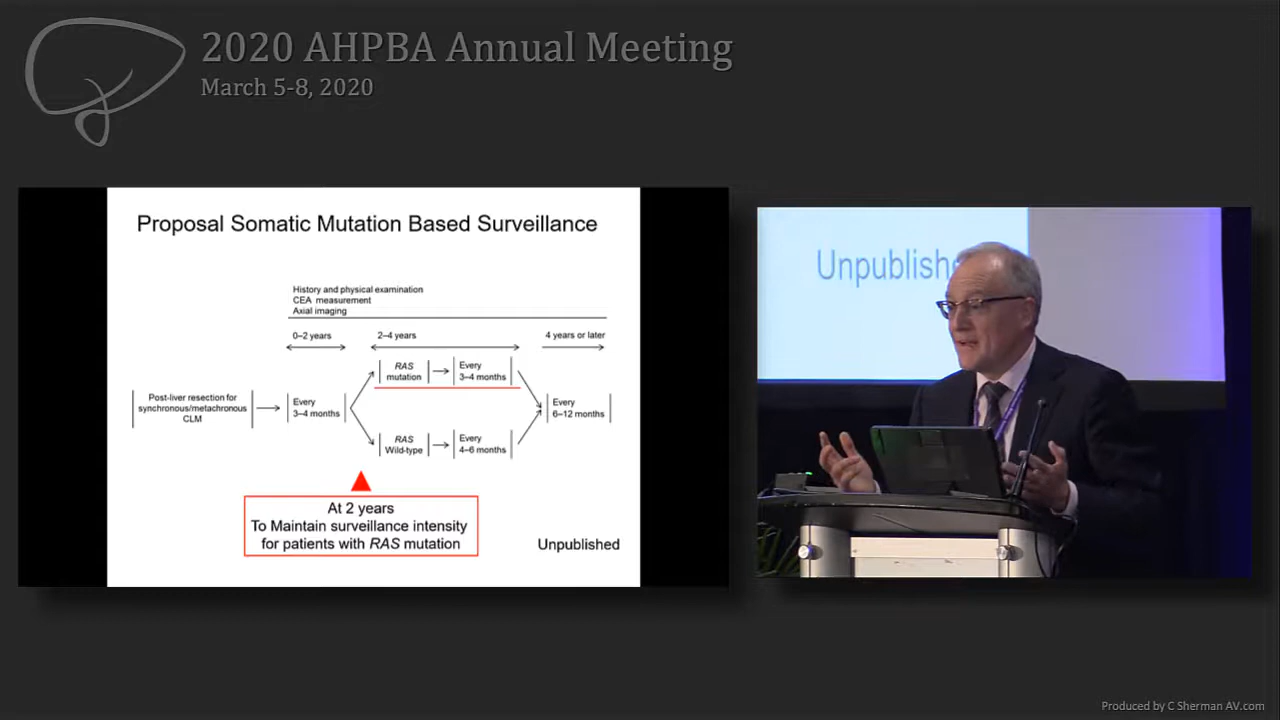 2020 AHPBA Annual Meeting
March 5-8, 2020
Proposal Somatic Mutation Based Surveillance
History and physical examination
CEA measurement
Axial imaging
0–2 years
2–4 years
4 years or later
RAS
mutation
Every
3–4 months
Post-liver resection for
synchronous/metachronous
CLM
Every
3–4 months
Every
6–12 months
RAS
Wild-type
Every
4–6 months
At 2 years
To Maintain surveillance intensity
for patients with RAS mutation
Unpublished
Unpublishe
Produced by C Sherman AV.com